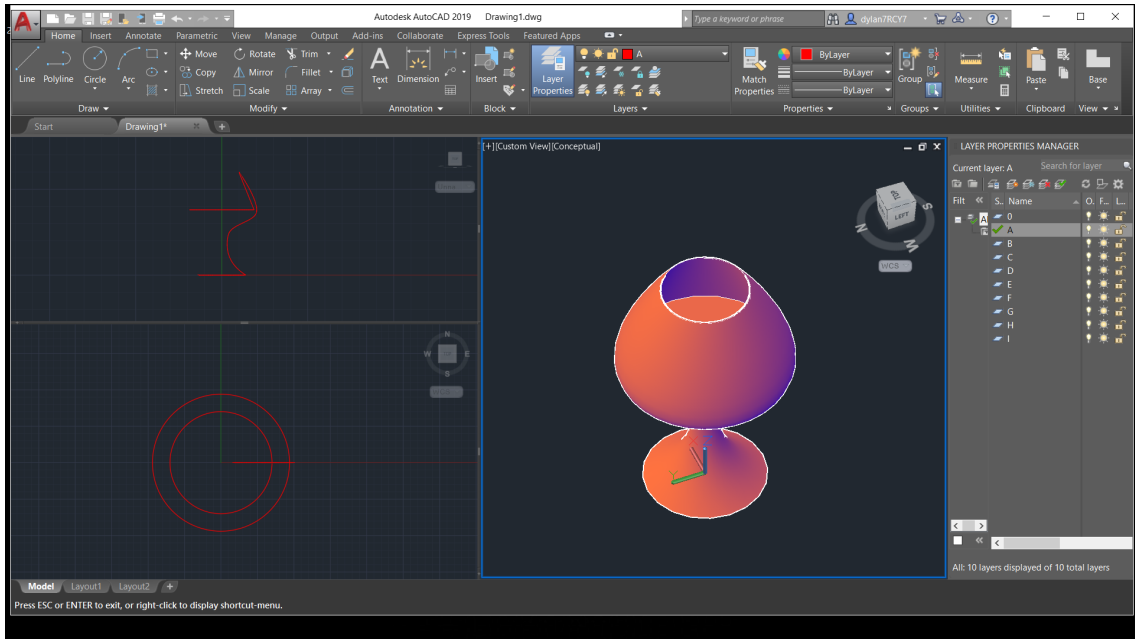 Autodesk AutoCAD 2019 Drawing1.dwg
Type a keyword or phrase
dylan7RCY7
Home Insert Annotate Parametric View Manage Output Add-ins Collaborate Express Tools Featured Apps
Line Polyline Circle Arc
Move Rotate Trim
Copy Mirror Fillet
Stretch Scale Array
Text Dimension
Insert
Layer Properties
A
Match Properties
ByLayer
ByLayer
ByLayer
Group
Measure
Paste
Base
Draw Modify Annotation Block Layers Properties Groups Utilities Clipboard View
Start Drawing1*
[+][Custom View][Conceptual]
TOP
LEFT
S
N
W
WCS
N
W E
S
Y
LAYER PROPERTIES MANAGER
Current layer: A Search for layer
Filt S.. Name O. F... L...
A
0
A
B
C
D
E
F
G
H
I
All: 10 layers displayed of 10 total layers
Model Layout1 Layout2
Press ESC or ENTER to exit, or right-click to display shortcut-menu.